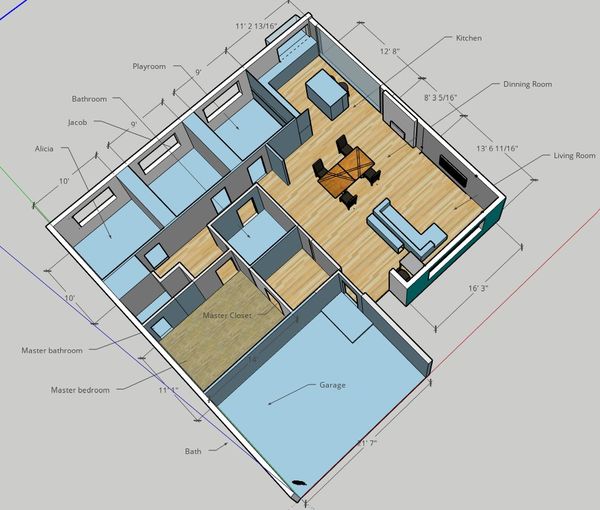 11' 2 13/16"
12' 8"
Kitchen
Playroom
9'
Dinning Room
8' 3 5/16"
Bathroom
Jacob
9'
13' 6 11/16"
Alicia
Living Room
10'
10'
16' 3"
Master Closet
Master bathroom
14'
Master bedroom
11' 1"
Garage
Bath
21' 7"